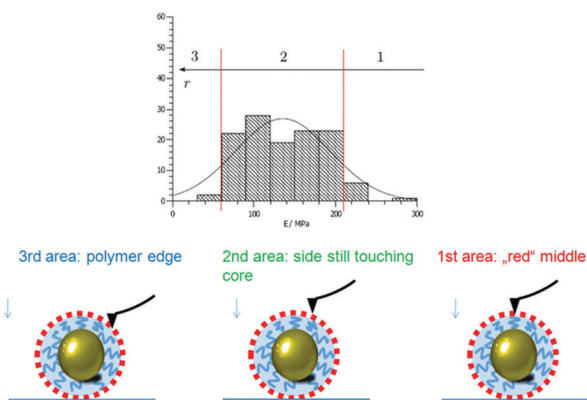 60
50
40
30
20
10
0
3 2 1
r
0 100 200 300
E/ MPa
3rd area: polymer edge
2nd area: side still touching
core
1st area: „red“ middle